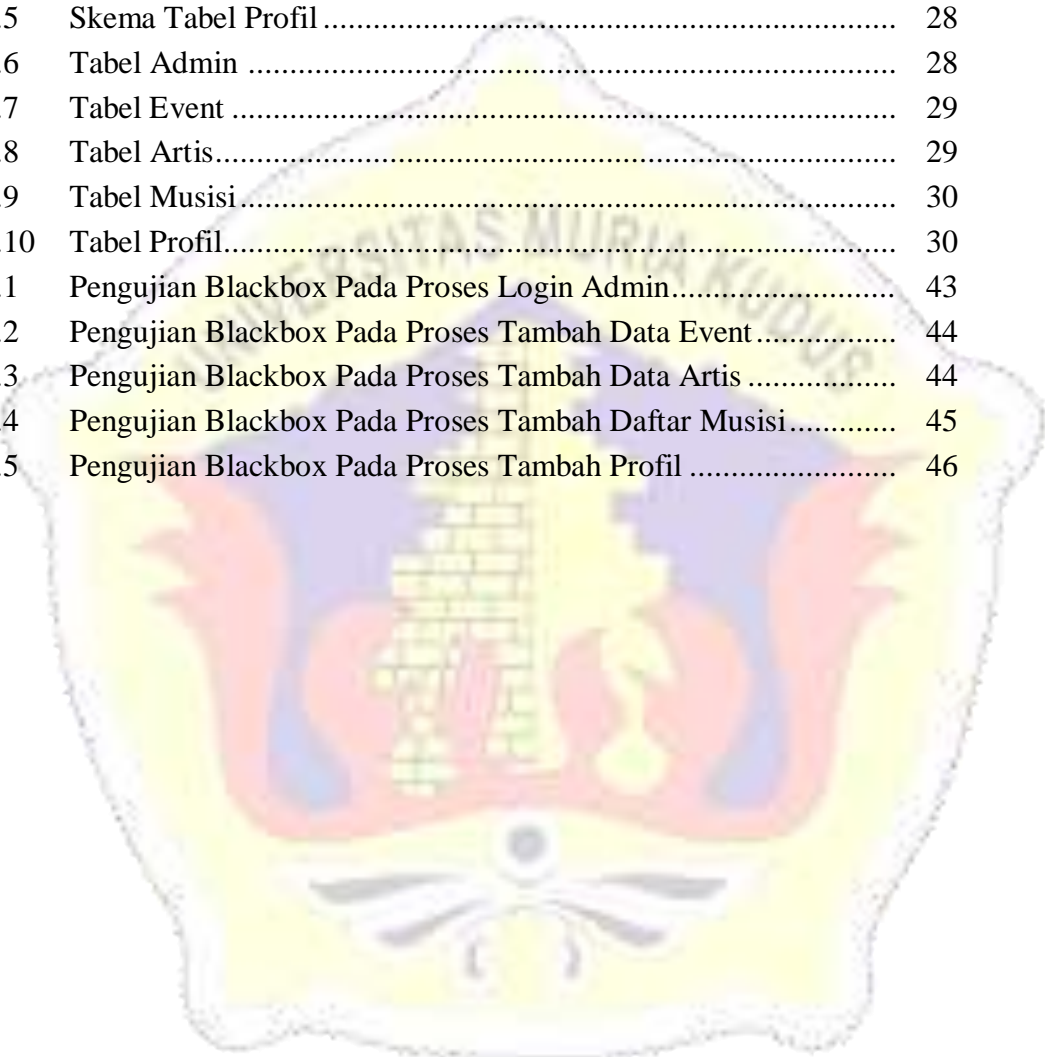 .5 Skema Tabel Profil ........................................................................ 28
.6 Tabel Admin ................................................................................. 28
.7 Tabel Event ................................................................................... 29
.8 Tabel Artis..................................................................................... 29
.9 Tabel Musisi.................................................................................. 30
.10 Tabel Profil.................................................................................... 30
.1 Pengujian Blackbox Pada Proses Login Admin............................ 43
.2 Pengujian Blackbox Pada Proses Tambah Data Event ................. 44
.3 Pengujian Blackbox Pada Proses Tambah Data Artis .................. 44
.4 Pengujian Blackbox Pada Proses Tambah Daftar Musisi............. 45
.5 Pengujian Blackbox Pada Proses Tambah Profil .......................... 46
UNIVERSITAS MURIA KUDUS